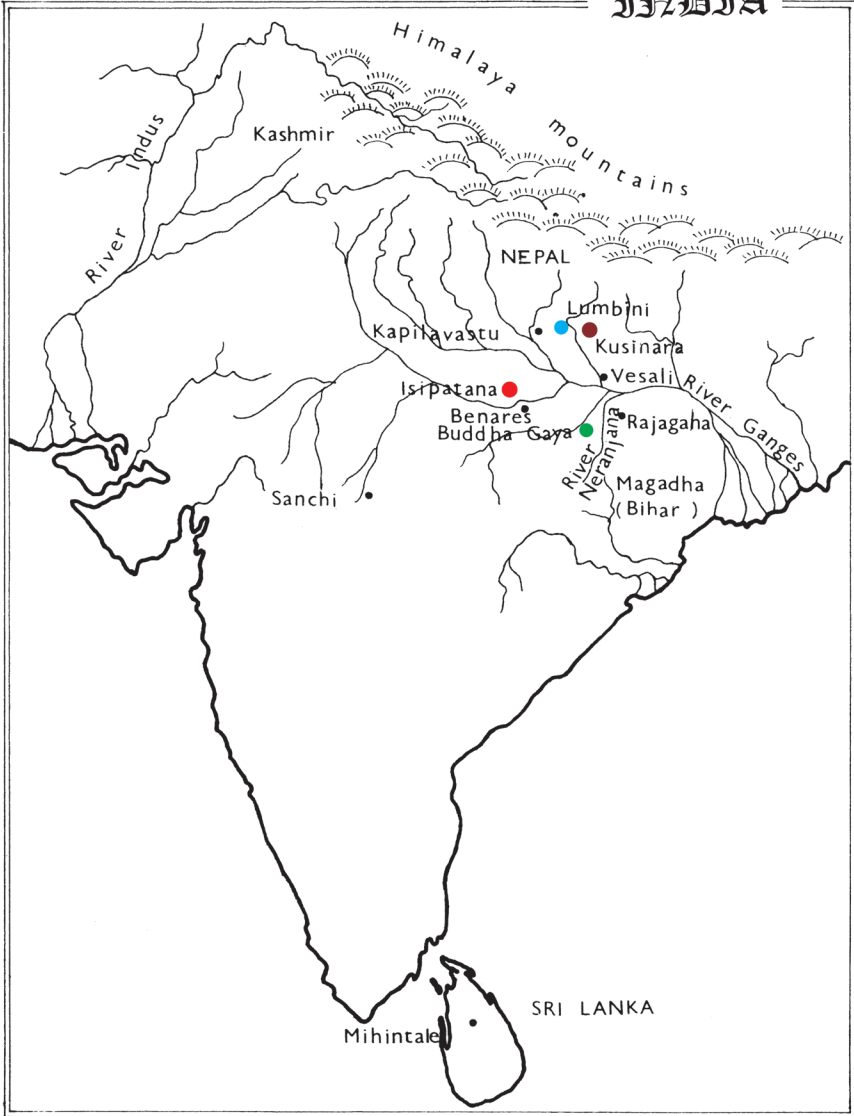 INDIA
Himalaya
mountains
Kashmir
River Indus
NEPAL
Lumbini
Kapilavastu
Kusinara
Isipatana
Vesali
River Ganges
Benares
Buddha Gaya
Rajagaha
River
Neranjana
Sanchi
Magadha
(Bihar )
SRI LANKA
Mihintale